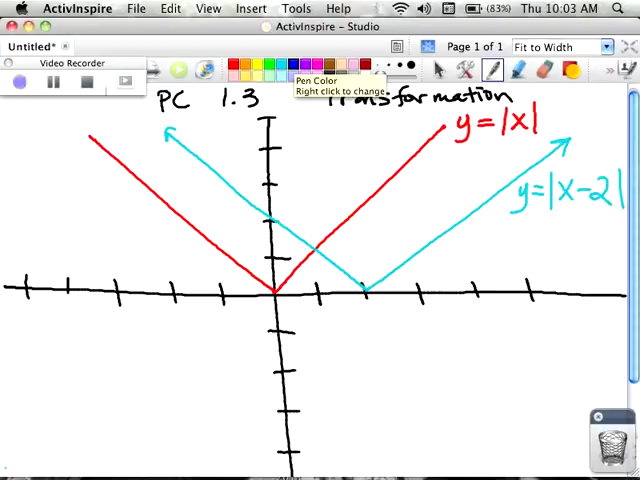 ActivInspire File Edit View Insert Tools (83%) Thu 10:03 AM
ActivInspire - Studio
Untitled* Page 1 of 1 Fit to Width
Video Recorder
Pen Color
Right click to change
PC 1.3 Transformation
y = |x|
y = |x-2|